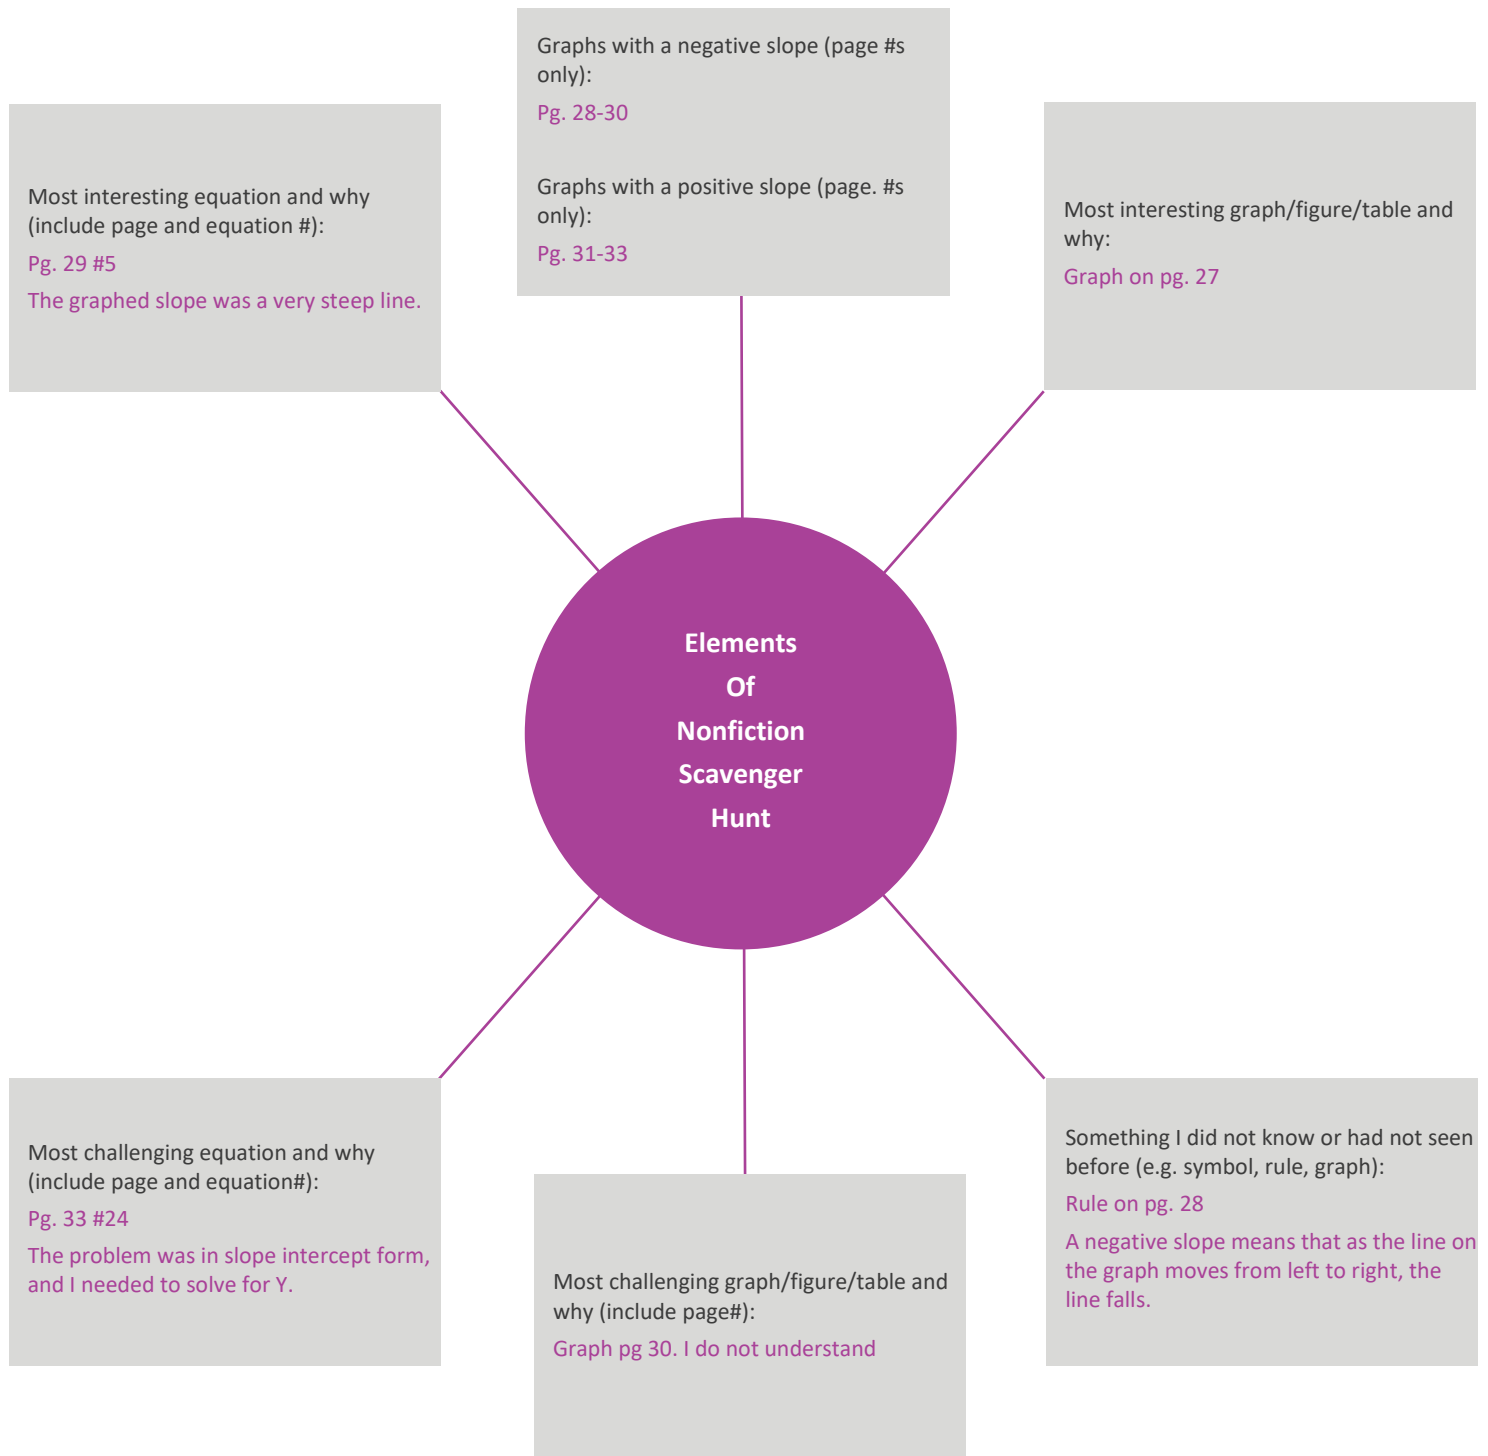 Graphs with a negative slope (page #s
only):
Pg. 28-30
Graphs with a positive slope (page. #s
only):
Pg. 31-33
Most interesting equation and why
(include page and equation #):
Pg. 29 #5
The graphed slope was a very steep line.
Most interesting graph/figure/table and
why:
Graph on pg. 27
Elements
Of
Nonfiction
Scavenger
Hunt
Most challenging equation and why
(include page and equation#):
Pg. 33 #24
The problem was in slope intercept form,
and I needed to solve for Y.
Most challenging graph/figure/table and
why (include page#):
Graph pg 30. I do not understand
Something I did not know or had not seen
before (e.g. symbol, rule, graph):
Rule on pg. 28
A negative slope means that as the line on
the graph moves from left to right, the
line falls.